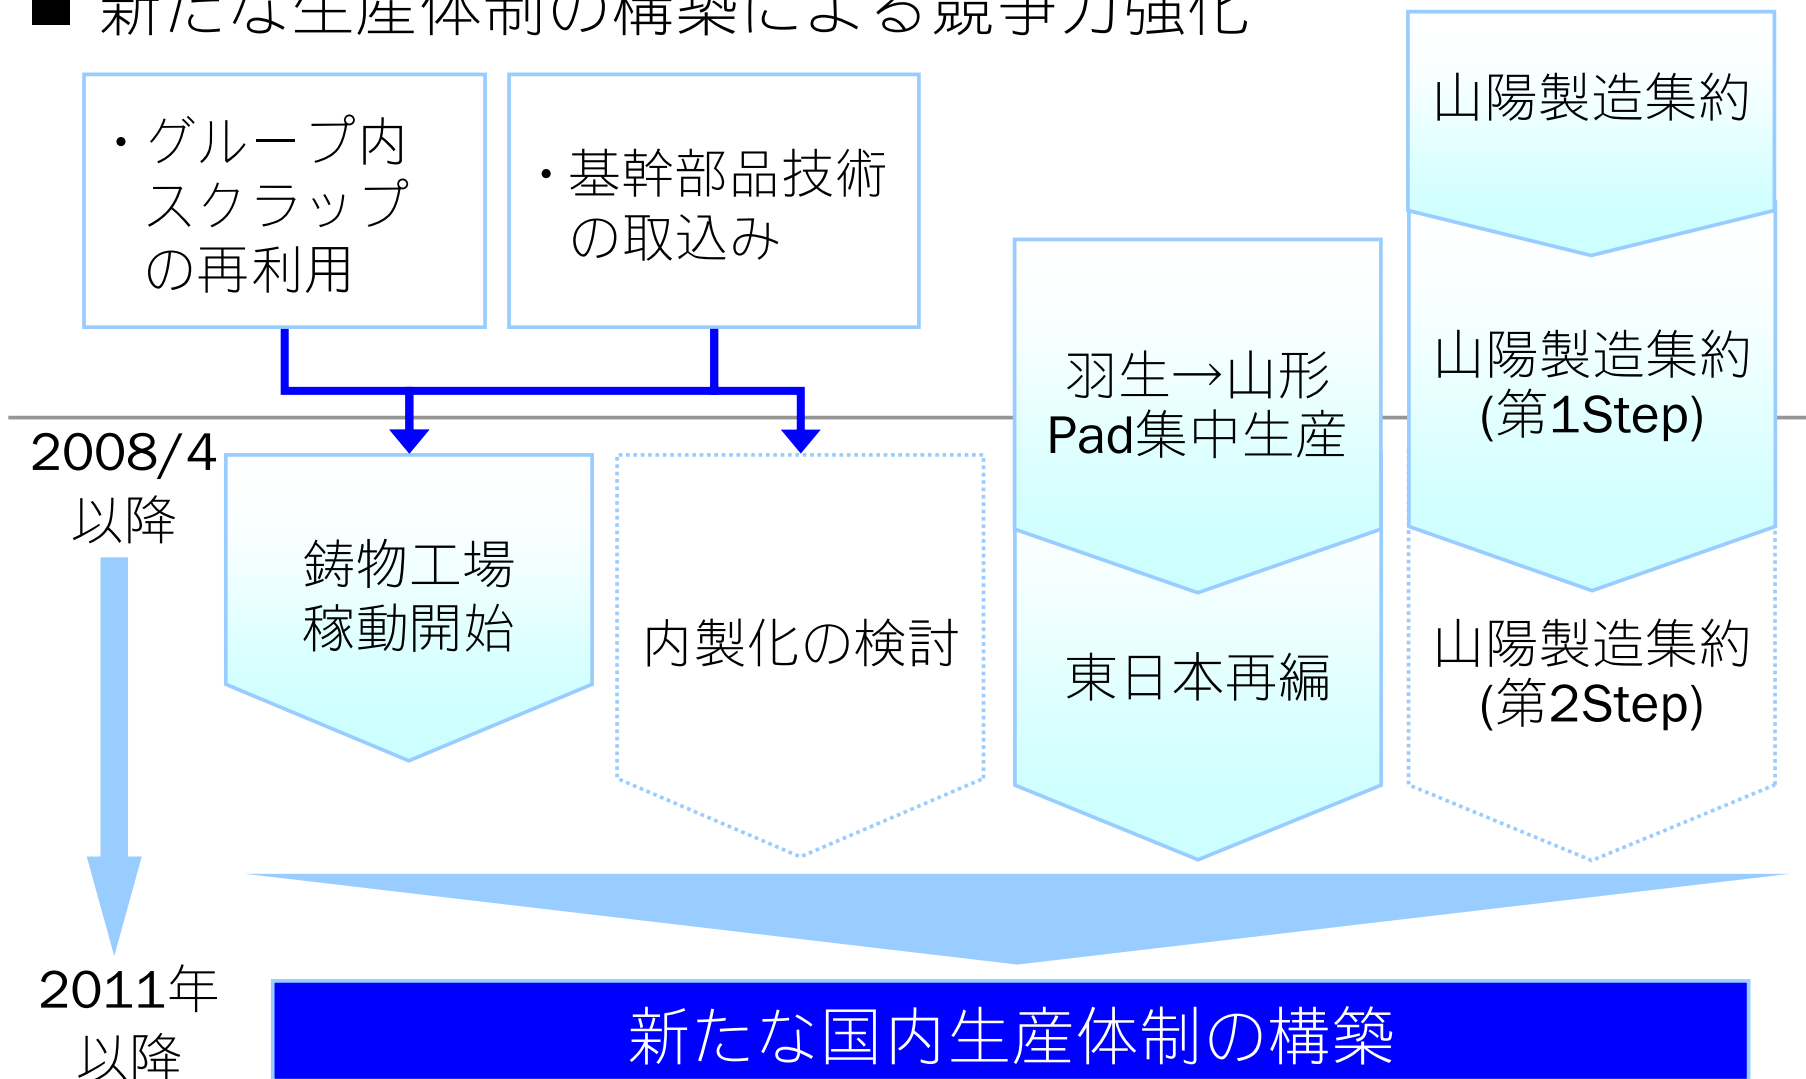 ■ 新たな生産体制の構築による競争力強化
・グループ内
スクラップ
の再利用
・基幹部品技術
の取込み
山陽製造集約
羽生→山形
Pad集中生産
山陽製造集約
(第1Step)
2008/4
以降
鋳物工場
稼動開始
内製化の検討
東日本再編
山陽製造集約
(第2Step)
2011年
以降
新たな国内生産体制の構築